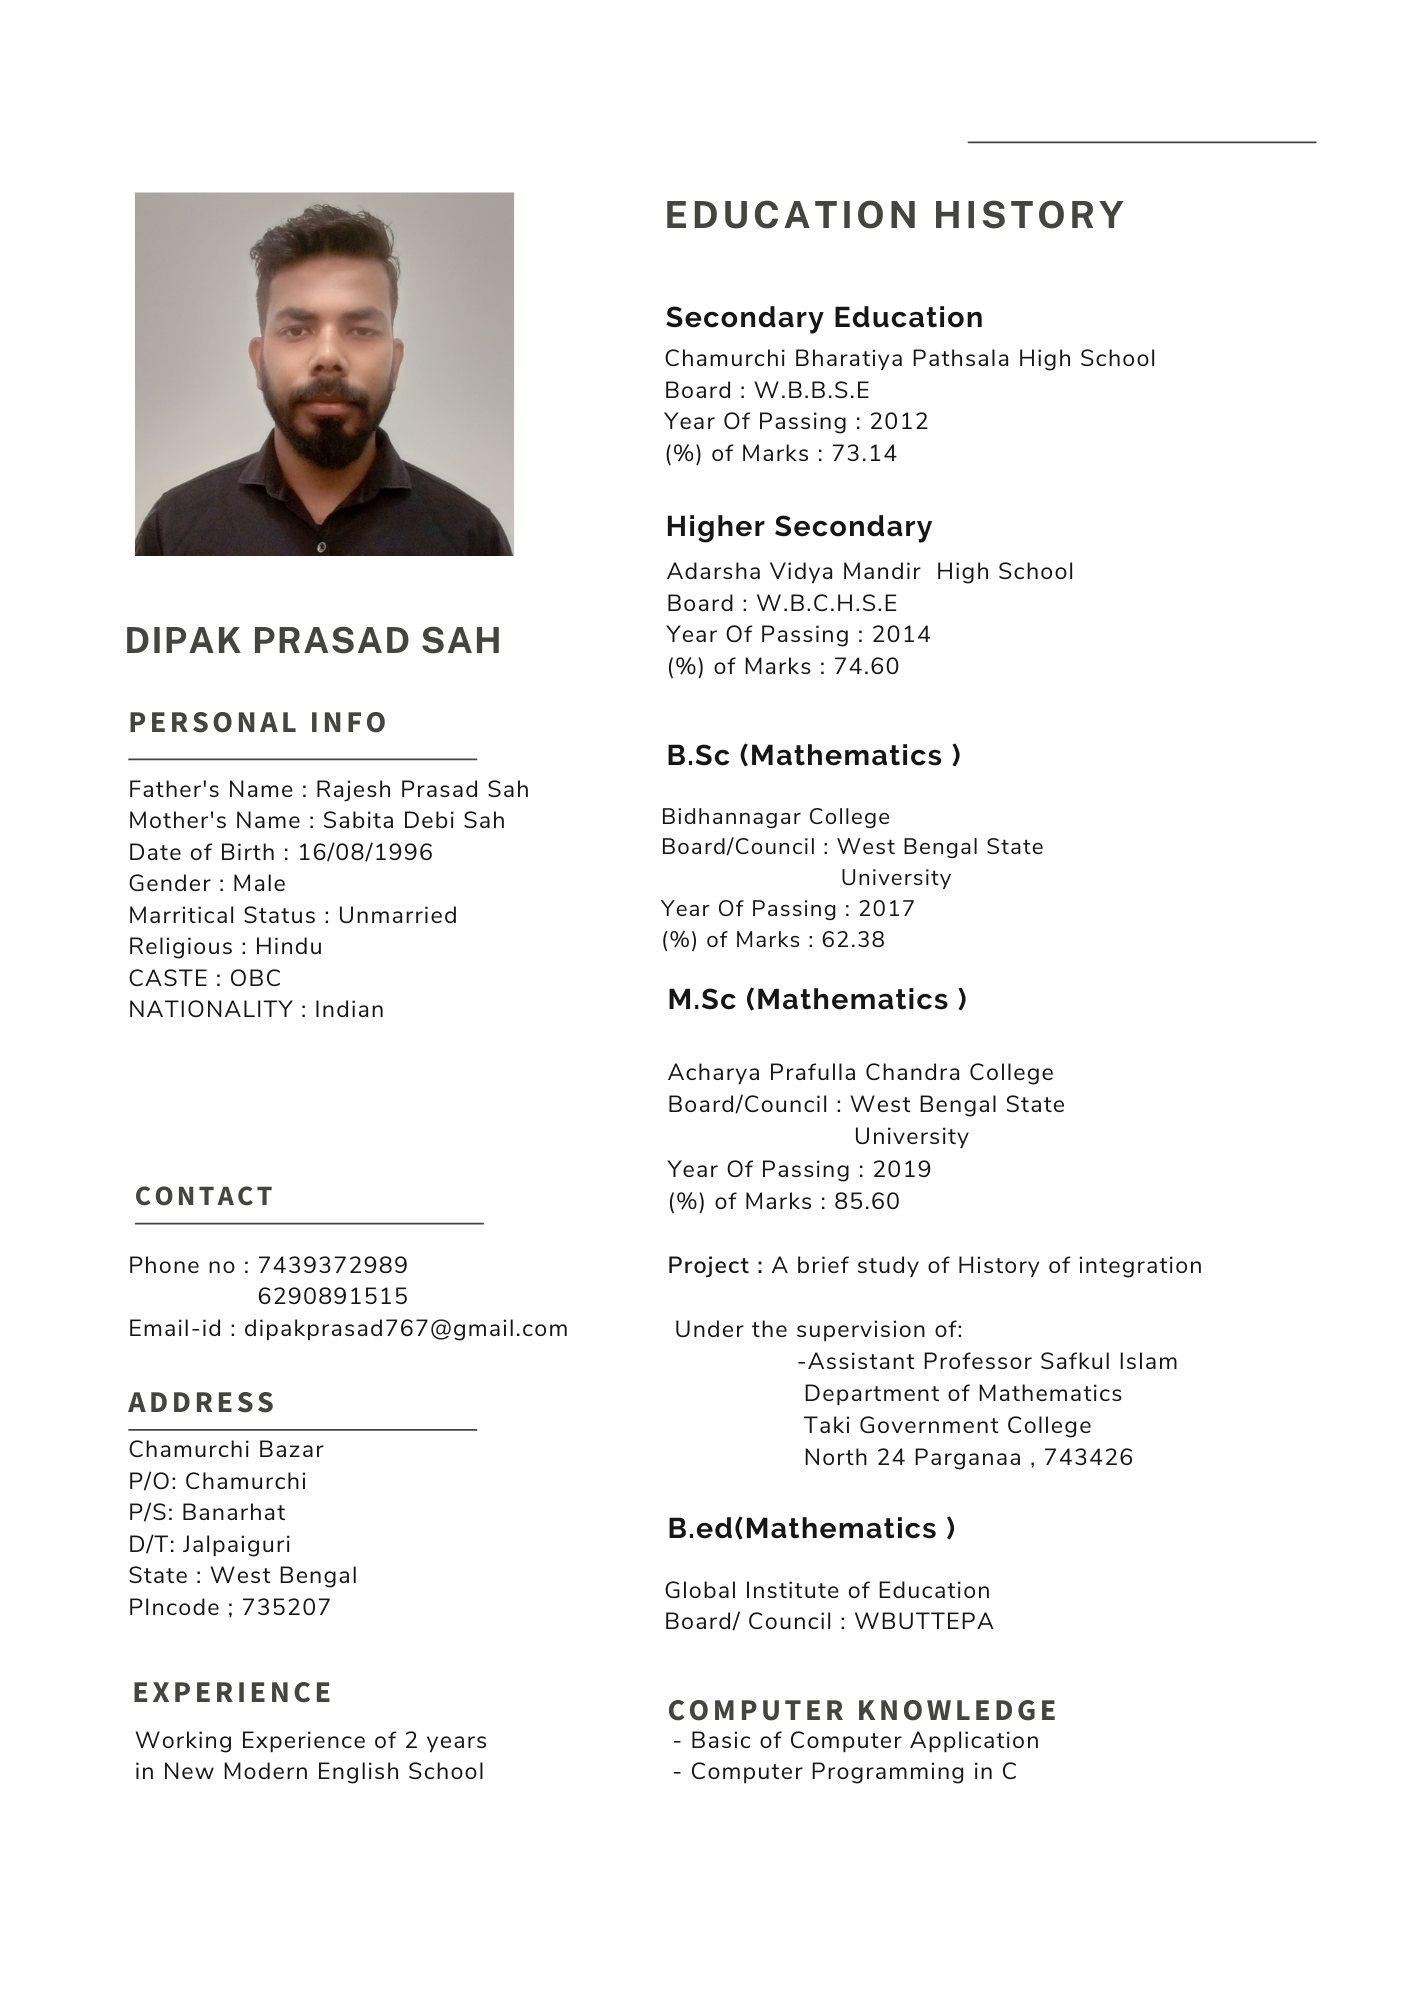 DIPAK PRASAD SAH
PERSONAL INFO
Father's Name : Rajesh Prasad Sah
Mother's Name : Sabita Debi Sah
Date of Birth : 16/08/1996
Gender : Male
Marritical Status : Unmarried
Religious : Hindu
CASTE : OBC
NATIONALITY : Indian
CONTACT
Phone no : 7439372989
6290891515
Email-id : dipakprasad767@gmail.com
ADDRESS
Chamurchi Bazar
P/O: Chamurchi
P/S: Banarhat
D/T: Jalpaiguri
State : West Bengal
PIncode ; 735207
EXPERIENCE
Working Experience of 2 years
in New Modern English School
EDUCATION HISTORY
Secondary Education
Chamurchi Bharatiya Pathsala High School
Board : W.B.B.S.E
Year Of Passing : 2012
(%) of Marks : 73.14
Higher Secondary
Adarsha Vidya Mandir  High School
Board : W.B.C.H.S.E
Year Of Passing : 2014
(%) of Marks : 74.60
B.Sc (Mathematics )
Bidhannagar College
Board/Council : West Bengal State
University
Year Of Passing : 2017
(%) of Marks : 62.38
M.Sc (Mathematics )
Acharya Prafulla Chandra College
Board/Council : West Bengal State
University
Year Of Passing : 2019
(%) of Marks : 85.60
Project : A brief study of History of integration
Under the supervision of:
-Assistant Professor Safkul Islam
Department of Mathematics
Taki Government College
North 24 Parganaa , 743426
B.ed(Mathematics )
Global Institute of Education
Board/ Council : WBUTTEPA
COMPUTER KNOWLEDGE
- Basic of Computer Application
- Computer Programming in C